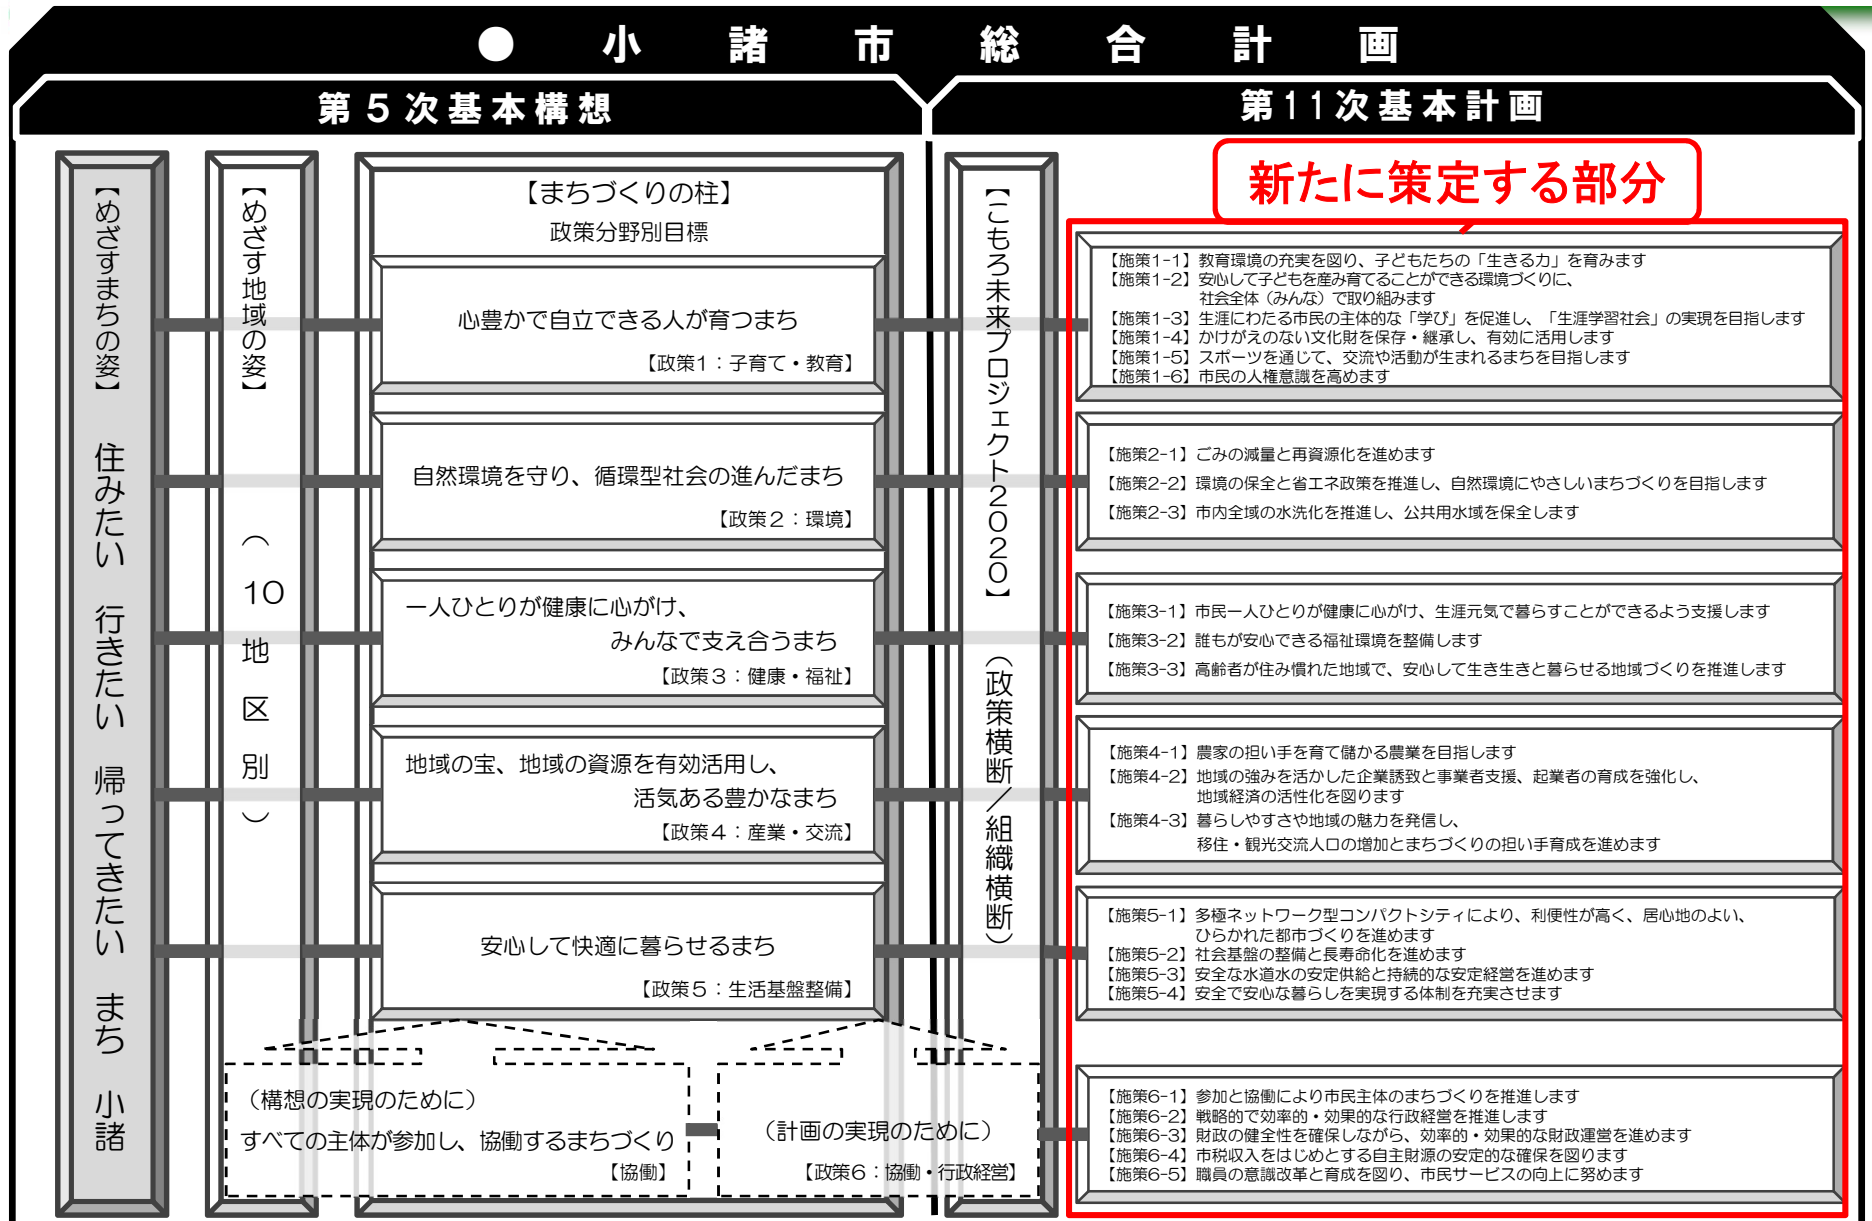 ● 小諸市総合計画
第5次基本構想
第11次基本計画
【めざすまちの姿】 住みたい 行きたい 帰ってきたい まち 小諸
【めざす地域の姿】 （10地区別）
【まちづくりの柱】
政策分野別目標
心豊かで自立できる人が育つまち
【政策1：子育て・教育】
自然環境を守り、循環型社会の進んだまち
【政策2：環境】
一人ひとりが健康に心がけ、
みんなで支え合うまち
【政策3：健康・福祉】
地域の宝、地域の資源を有効活用し、
活気ある豊かなまち
【政策4：産業・交流】
安心して快適に暮らせるまち
【政策5：生活基盤整備】
（構想の実現のために）
すべての主体が参加し、協働するまちづくり
【協働】
（計画の実現のために）
【政策6：協働・行政経営】
【こもろ未来プロジェクト2020】 （政策横断／組織横断）
新たに策定する部分
【施策1-1】教育環境の充実を図り、子どもたちの「生きる力」を育みます
【施策1-2】安心して子どもを産み育てることができる環境づくりに、
社会全体（みんな）で取り組みます
【施策1-3】生涯にわたる市民の主体的な「学び」を促進し、「生涯学習社会」の実現を目指します
【施策1-4】かけがえのない文化財を保存・継承し、有効に活用します
【施策1-5】スポーツを通じて、交流や活動が生まれるまちを目指します
【施策1-6】市民の人権意識を高めます
【施策2-1】ごみの減量と再資源化を進めます
【施策2-2】環境の保全と省エネ政策を推進し、自然環境にやさしいまちづくりを目指します
【施策2-3】市内全域の水洗化を推進し、公共用水域を保全します
【施策3-1】市民一人ひとりが健康に心がけ、生涯元気で暮らすことができるよう支援します
【施策3-2】誰もが安心できる福祉環境を整備します
【施策3-3】高齢者が住み慣れた地域で、安心して生き生きと暮らせる地域づくりを推進します
【施策4-1】農家の担い手を育て儲かる農業を目指します
【施策4-2】地域の強みを活かした企業誘致と事業者支援、起業者の育成を強化し、
地域経済の活性化を図ります
【施策4-3】暮らしやすさや地域の魅力を発信し、
移住・観光交流人口の増加とまちづくりの担い手育成を進めます
【施策5-1】多極ネットワーク型コンパクトシティにより、利便性が高く、居心地のよい、
ひらかれた都市づくりを進めます
【施策5-2】社会基盤の整備と長寿命化を進めます
【施策5-3】安全な水道水の安定供給と持続的な安定経営を進めます
【施策5-4】安全で安心な暮らしを実現する体制を充実させます
【施策6-1】参加と協働により市民主体のまちづくりを推進します
【施策6-2】戦略的で効率的・効果的な行政経営を推進します
【施策6-3】財政の健全性を確保しながら、効率的・効果的な財政運営を進めます
【施策6-4】市税収入をはじめとする自主財源の安定的な確保を図ります
【施策6-5】職員の意識改革と育成を図り、市民サービスの向上に努めます